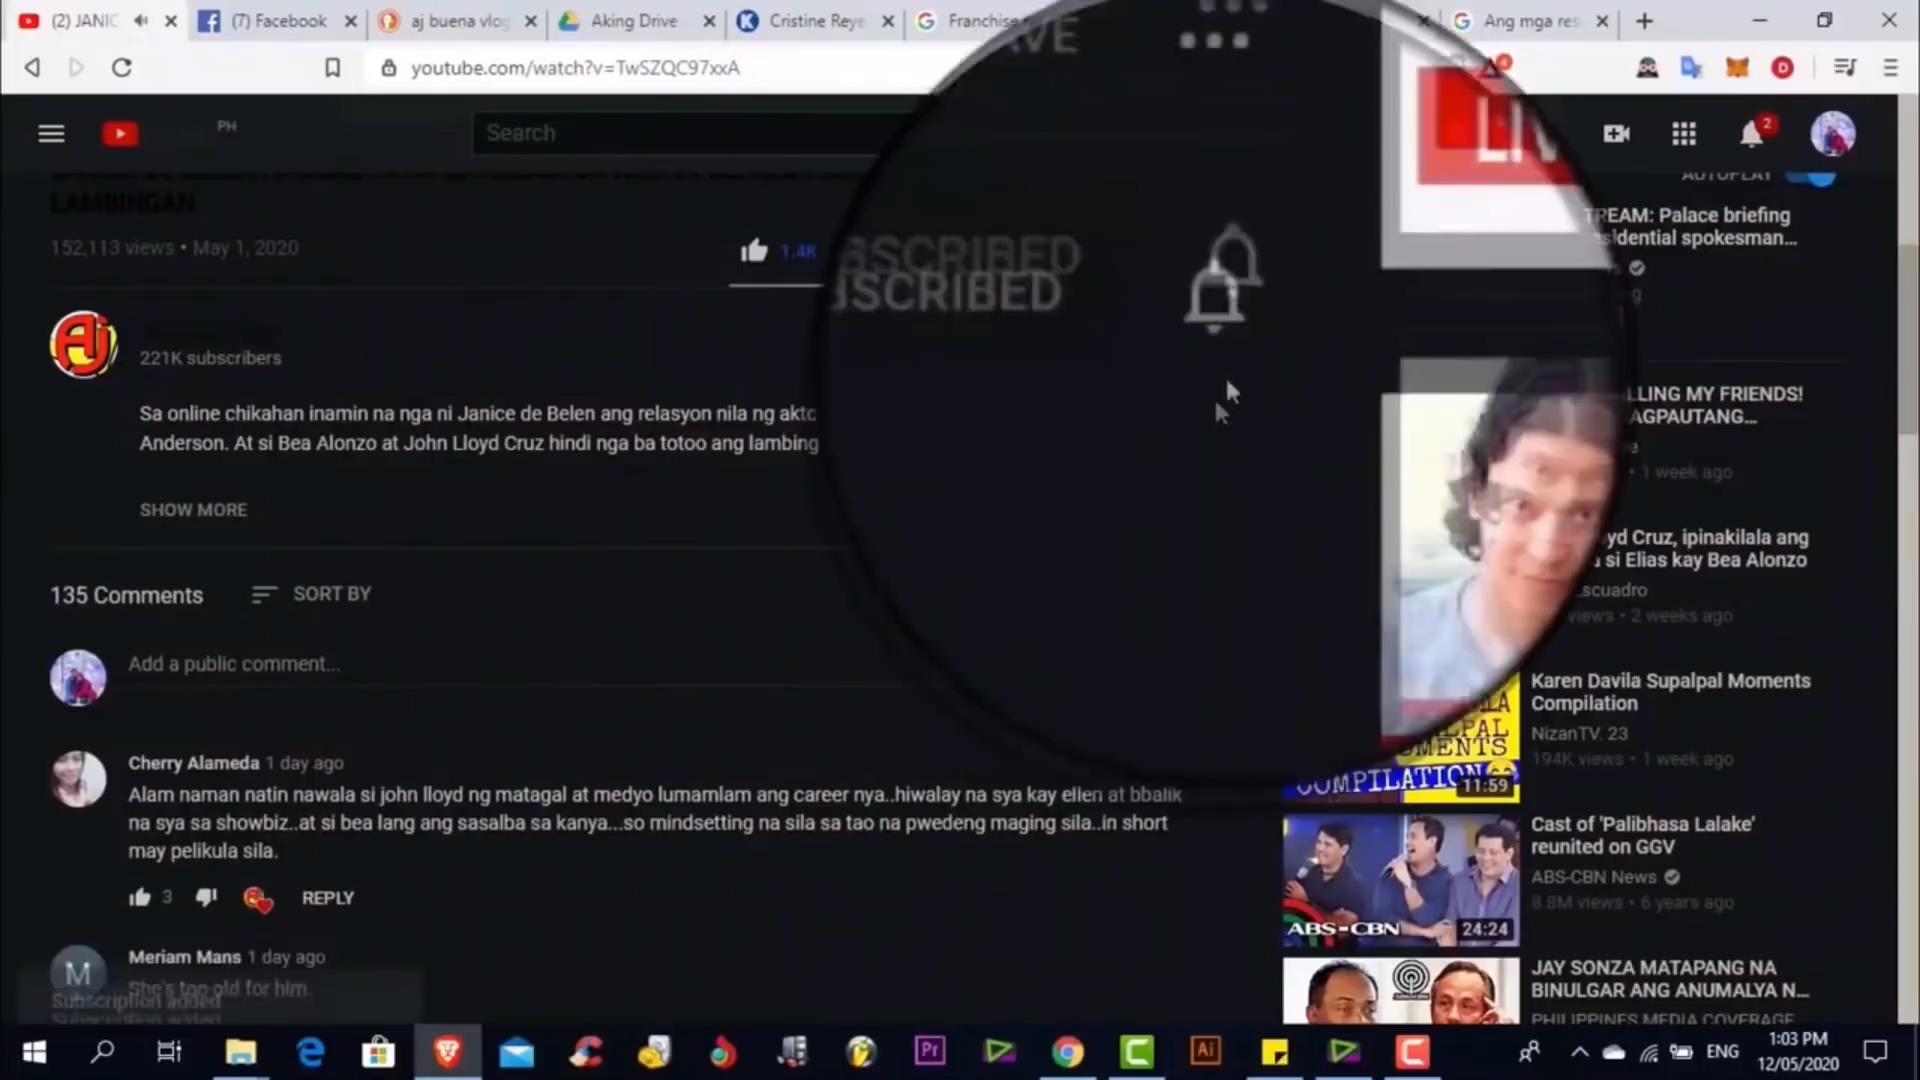 (2) JANIC
(7) Facebook
aj buena vlog
Aking Drive
Cristine Reye
Franchise
Ang mga res
youtube.com/watch?v=TwSZQC97xxA
PH
Search
2
AUTOPLAY
LAMBINGAN
152,113 views • May 1, 2020
1.4K
BSCRIBED
SCRIBED
LIV
TREAM: Palace briefing
sidential spokesman...
Aj
221K subscribers
Sa online chikahan inamin na nga ni Janice de Belen ang relasyon nila ng akto
Anderson. At si Bea Alonzo at John Lloyd Cruz hindi nga ba totoo ang lambing
SHOW MORE
LLING MY FRIENDS!
AGPAUTANG...
• 1 week ago
yd Cruz, ipinakilala ang
si Elias kay Bea Alonzo
scuadro
views • 2 weeks ago
135 Comments
SORT BY
Add a public comment...
Karen Davila Supalpal Moments
Compilation
NizanTV. 23
194K views • 1 week ago
COMPILATION
11:59
Cherry Alameda 1 day ago
Alam naman natin nawala si john lloyd ng matagal at medyo lumamlam ang career nya..hiwalay na sya kay ellen at bbalik
na sya sa showbiz..at si bea lang ang sasalba sa kanya...so mindsetting na sila sa tao na pwedeng maging sila..in short
may pelikula sila.
3
REPLY
Cast of 'Palibhasa Lalake'
reunited on GGV
ABS-CBN News
8.8M views • 6 years ago
ABS-CBN
24:24
Meriam Mans 1 day ago
She's too old for him.
Subscription added
Subscription added
JAY SONZA MATAPANG NA
BINULGAR ANG ANUMALYA N...
PHILIPPINES MEDIA COVERAGE
Pr
Ai
ENG
1:03 PM
12/05/2020